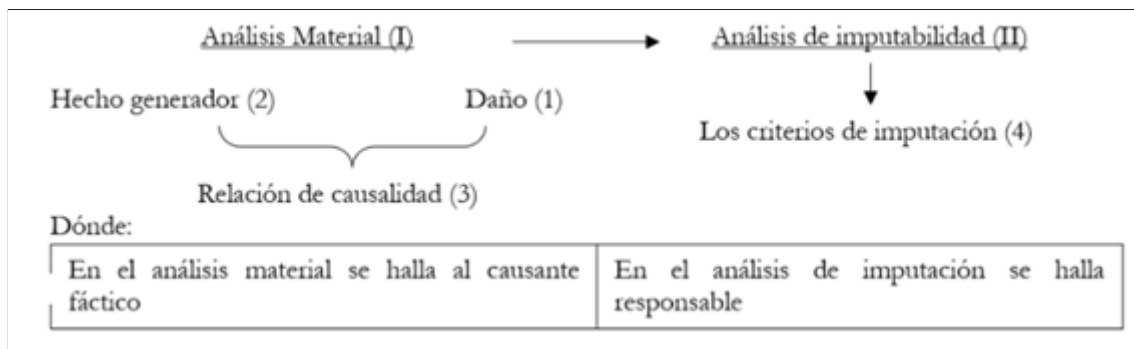 Análisis Material (I) Análisis de imputabilidad (II)
Hecho generador (2) Daño (1)
Los criterios de imputación (4)
Relación de causalidad (3)
Dónde:
En el análisis material se halla al causante fáctico
En el análisis de imputación se halla responsable